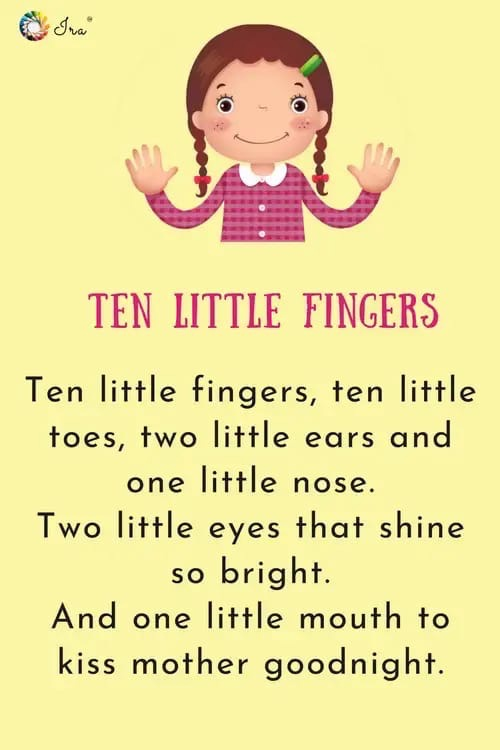 Ira
TEN LITTLE FINGERS
Ten little fingers, ten little
toes, two little ears and
one little nose.
Two little eyes that shine
so bright.
And one little mouth to
kiss mother goodnight.